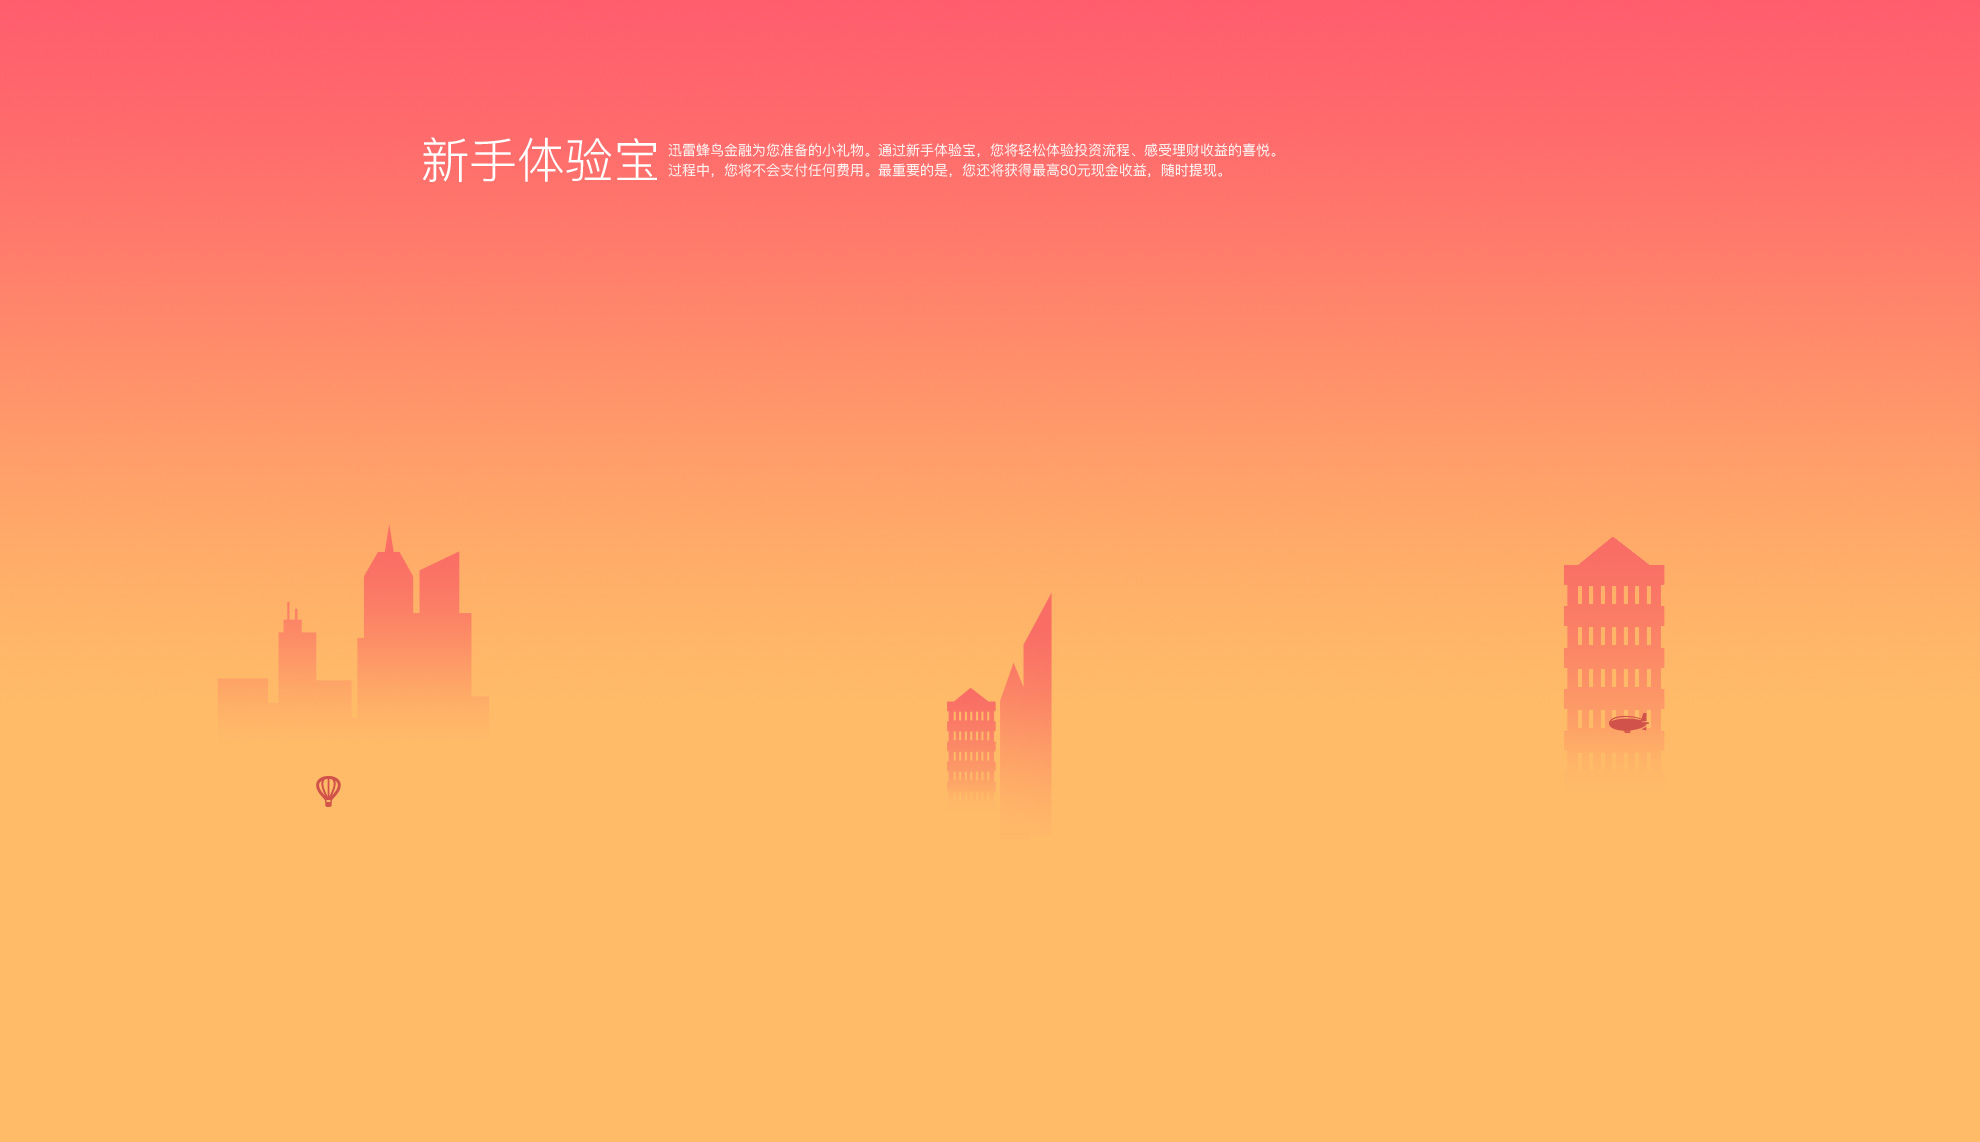 新手体验宝
迅雷蜂鸟金融为您准备的小礼物。通过新手体验宝，您将轻松体验投资流程、感受理财收益的喜悦。
过程中，您将不会支付任何费用。最重要的是，您还将获得最高80元现金收益，随时提现。